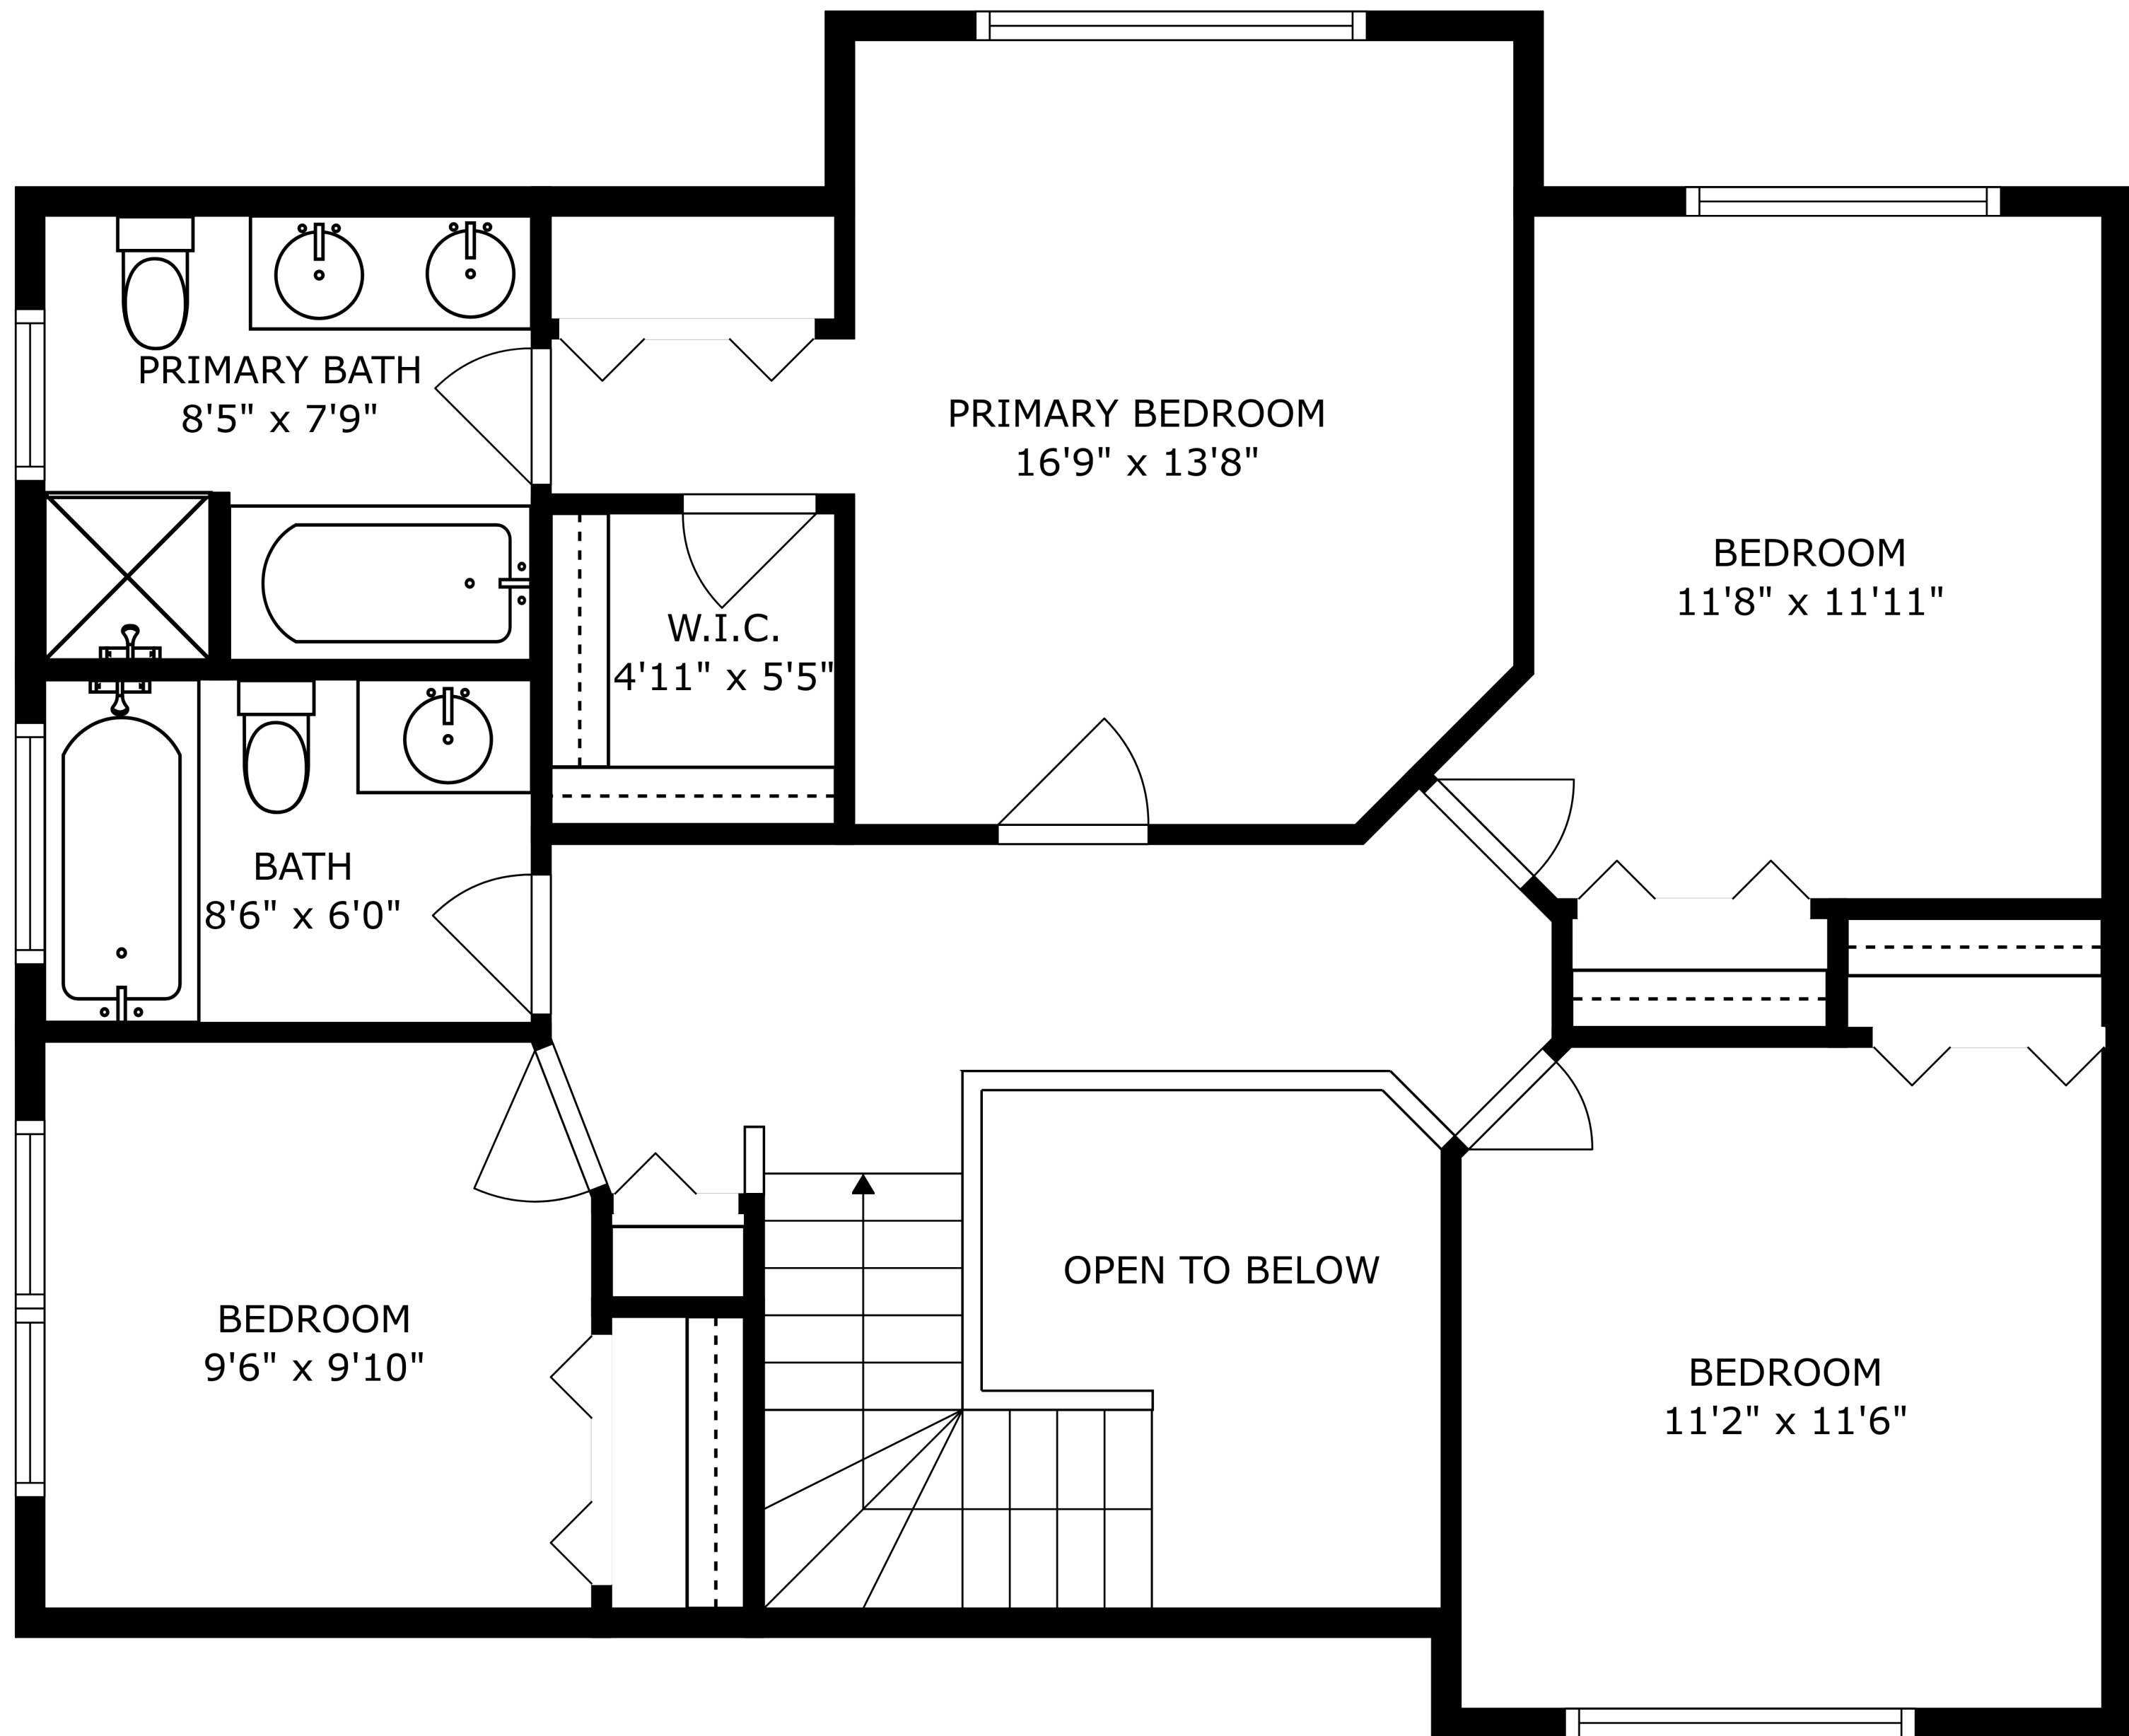 PRIMARY BATH
8'5" x 7'9"
PRIMARY BEDROOM
16'9" x 13'8"
BEDROOM
11'8" x 11'11"
W.I.C.
4'11" x 5'5"
BATH
8'6" x 6'0"
OPEN TO BELOW
BEDROOM
9'6" x 9'10"
BEDROOM
11'2" x 11'6"